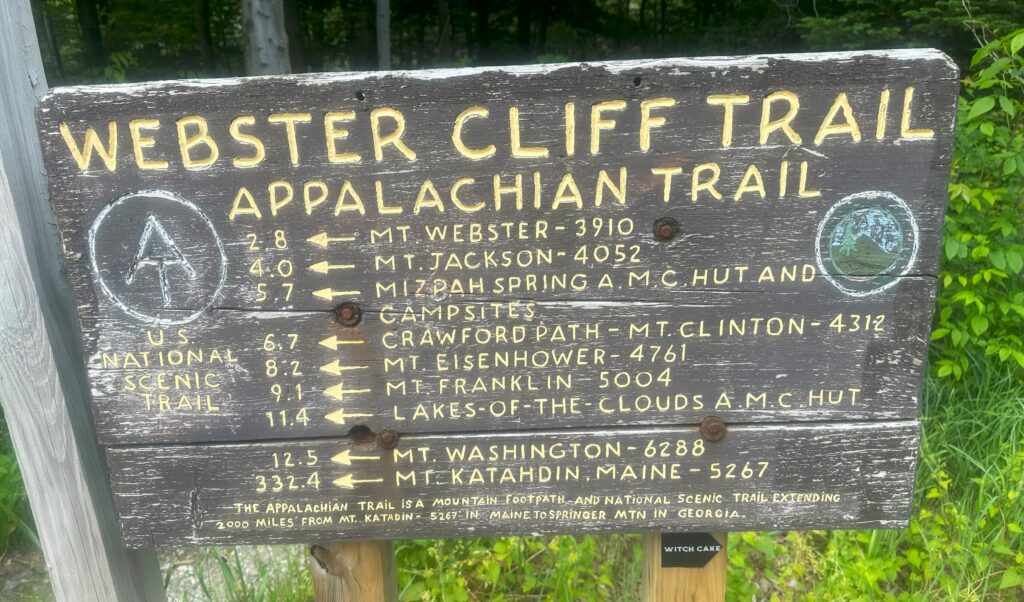 WEBSTER CLIFF TRAIL
APPALACHIAN TRAIL
2.8 ← MT. WEBSTER - 3910
4.0 ← MT. JACKSON - 4052
5.7 ← MIZPAH SPRING A.M.C. HUT AND
CAMPSITES
6.7 ← CRAWFORD PATH - MT. CLINTON - 4312
8.2 ← MT. EISENHOWER - 4761
9.1 ← MT. FRANKLIN - 5004
11.4 ← LAKES-OF-THE-CLOUDS A.M.C. HUT
12.5 ← MT. WASHINGTON - 6288
332.4 ← MT. KATAHDIN, MAINE - 5267
U.S.
NATIONAL
SCENIC
TRAIL
THE APPALACHIAN TRAIL IS A MOUNTAIN FOOTPATH AND NATIONAL SCENIC TRAIL EXTENDING
2000 MILES FROM MT. KATADIN - 5267' IN MAINE TO SPRINGER MTN IN GEORGIA.
WITCH CAKE